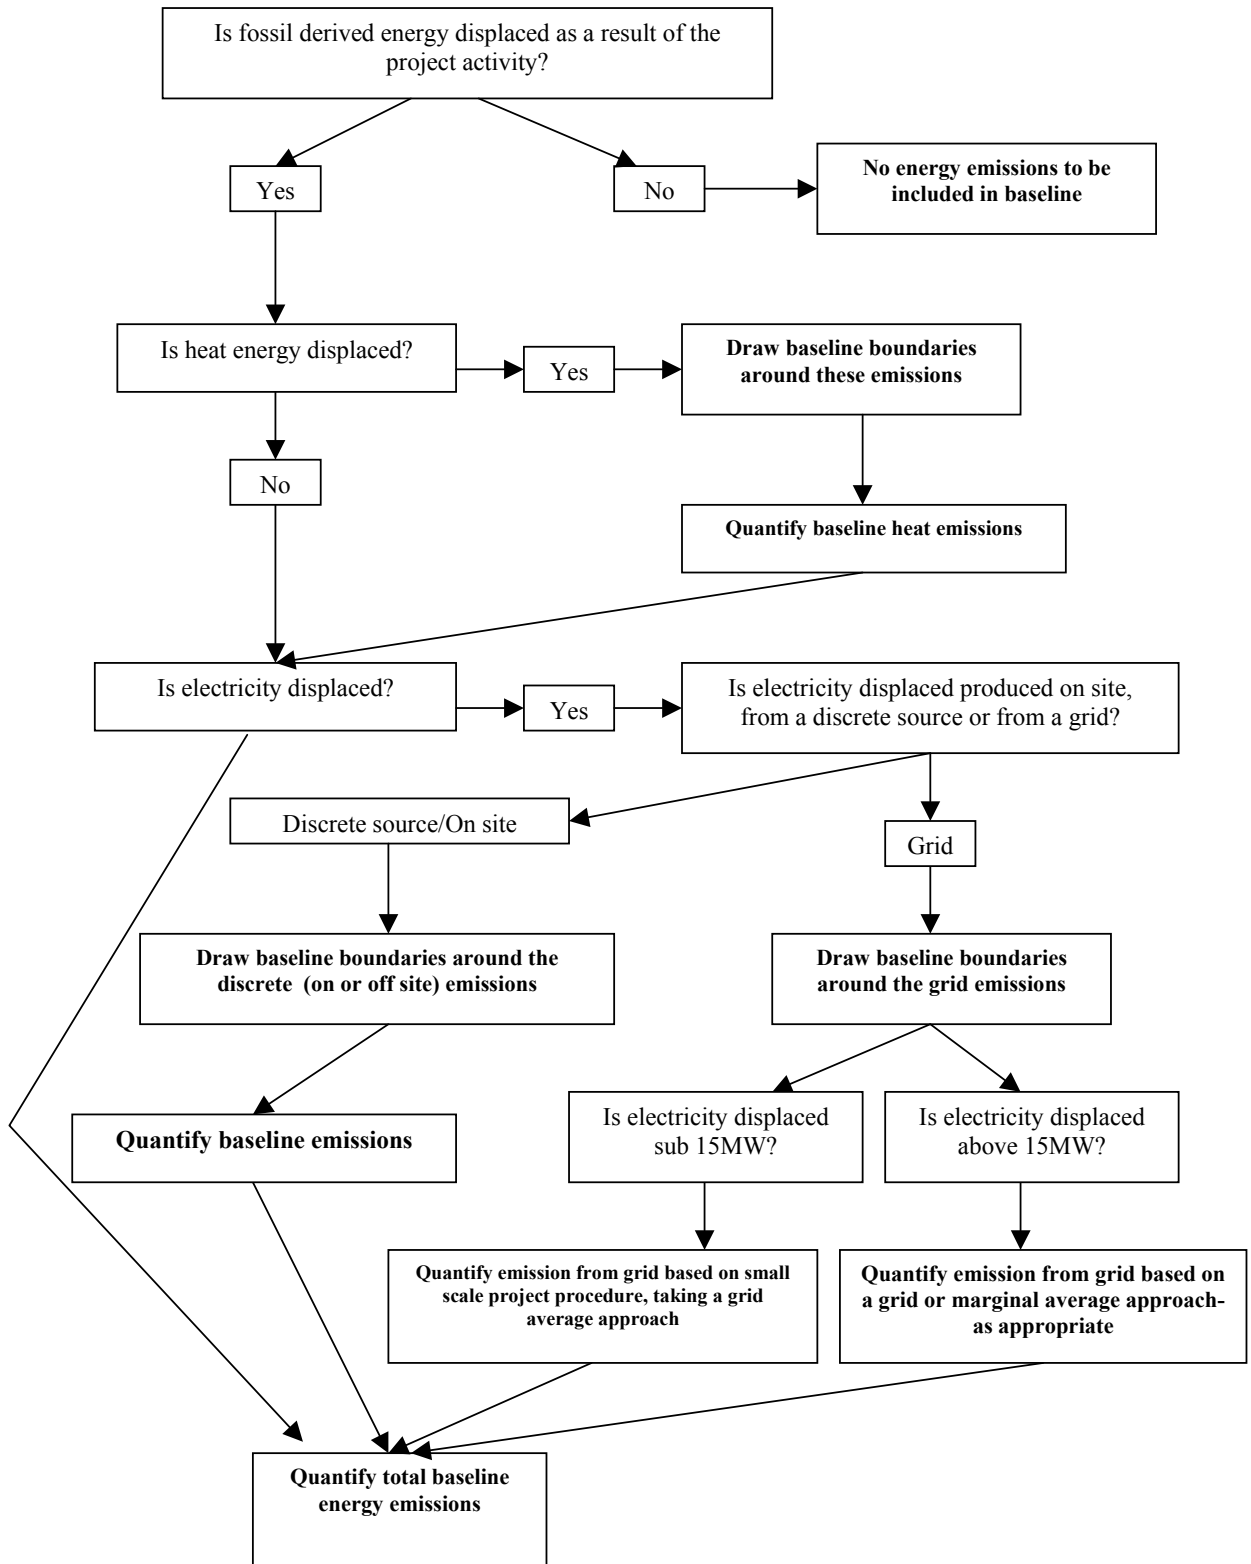 Is fossil derived energy displaced as a result of the
project activity?
Yes
No
No energy emissions to be
included in baseline
Is heat energy displaced?
Yes
Draw baseline boundaries
around these emissions
No
Quantify baseline heat emissions
Is electricity displaced?
Yes
Is electricity displaced produced on site,
from a discrete source or from a grid?
Discrete source/On site
Grid
Draw baseline boundaries around the
discrete (on or off site) emissions
Draw baseline boundaries
around the grid emissions
Quantify baseline emissions
Is electricity displaced
sub 15MW?
Is electricity displaced
above 15MW?
Quantify emission from grid based on small
scale project procedure, taking a grid
average approach
Quantify emission from grid based on
a grid or marginal average approach-
as appropriate
Quantify total baseline
energy emissions